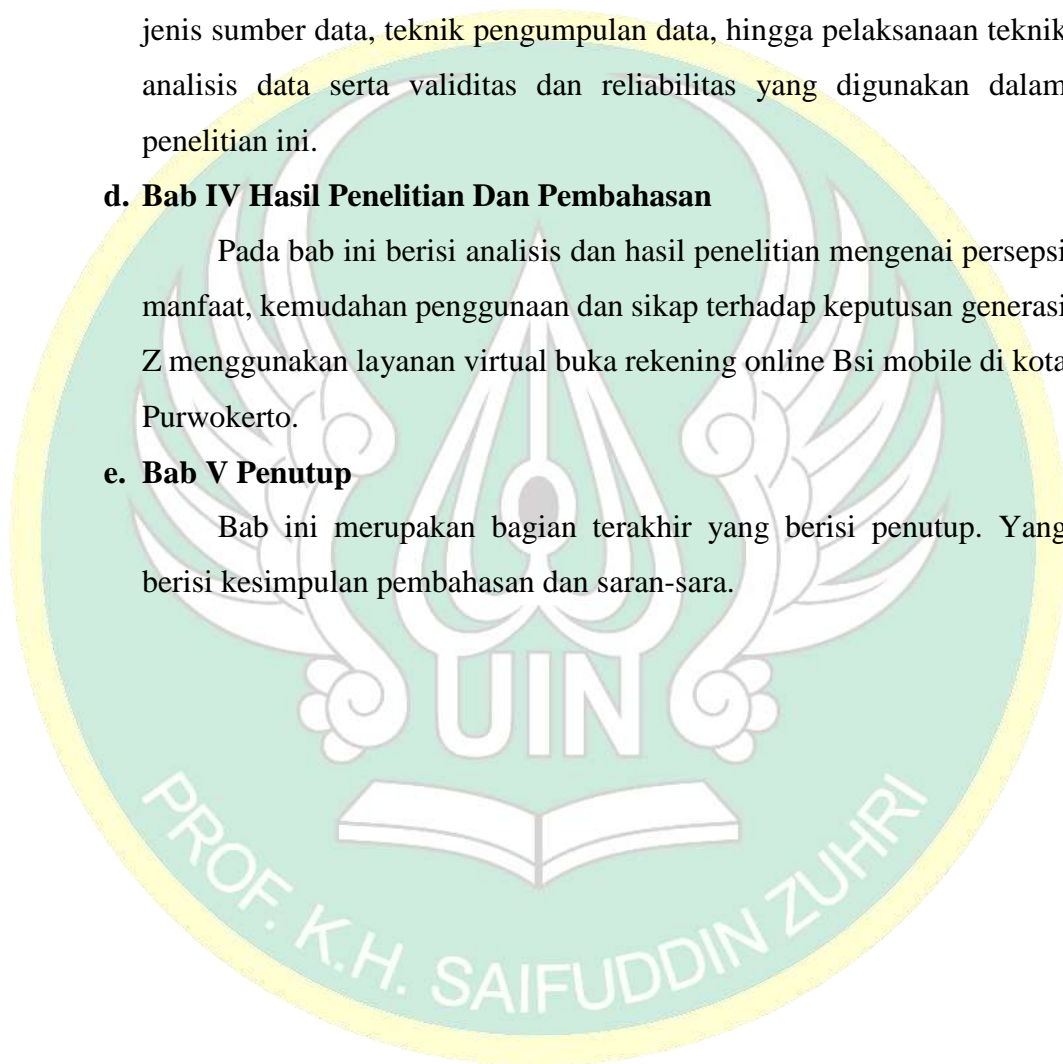 jenis sumber data, teknik pengumpulan data, hingga pelaksanaan teknik
analisis data serta validitas dan reliabilitas yang digunakan dalam
penelitian ini.
d. Bab IV Hasil Penelitian Dan Pembahasan
Pada bab ini berisi analisis dan hasil penelitian mengenai persepsi
manfaat, kemudahan penggunaan dan sikap terhadap keputusan generasi
Z menggunakan layanan virtual buka rekening online Bsi mobile di kota
Purwokerto.
e. Bab V Penutup
Bab ini merupakan bagian terakhir yang berisi penutup. Yang
berisi kesimpulan pembahasan dan saran-sara.
UIN
PROF. K.H. SAIFUDDIN ZUHRI